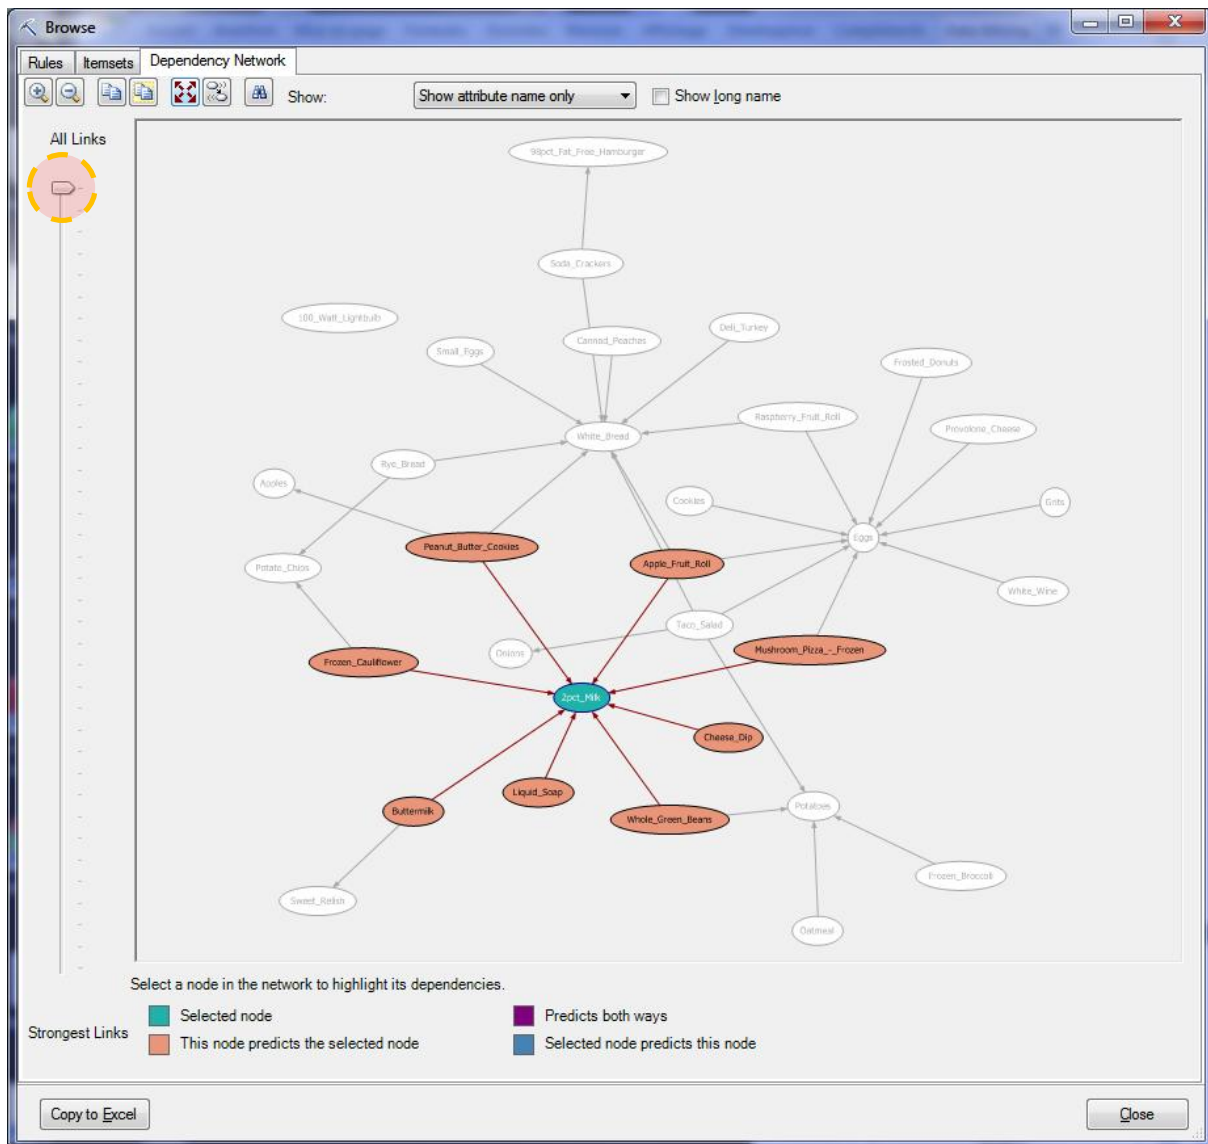 Browse
Rules Itemsets Dependency Network
Show: Show attribute name only Show long name
All Links
98pct_Fat_Free_Hamburger
Soda_Crackers
100_Watt_Lightbulb
Deli_Turkey
Canned_Peaches
Small_Eggs
Frosted_Donuts
Raspberry_Fruit_Roll
Provolone_Cheese
White_Bread
Rye_Bread
Apples
Cookies
Grits
Eggs
Peanut_Butter_Cookies
Apple_Fruit_Roll
Potato_Chips
White_Wine
Taco_Salad
Onions
Mushroom_Pizza_-_Frozen
Frozen_Cauliflower
2pct_Milk
Cheese_Dip
Liquid_Soap
Buttermilk
Whole_Green_Beans
Potatoes
Frozen_Broccoli
Sweet_Relish
Oatmeal
Select a node in the network to highlight its dependencies.
Selected node Predicts both ways
Strongest Links
This node predicts the selected node Selected node predicts this node
Copy to Excel Close